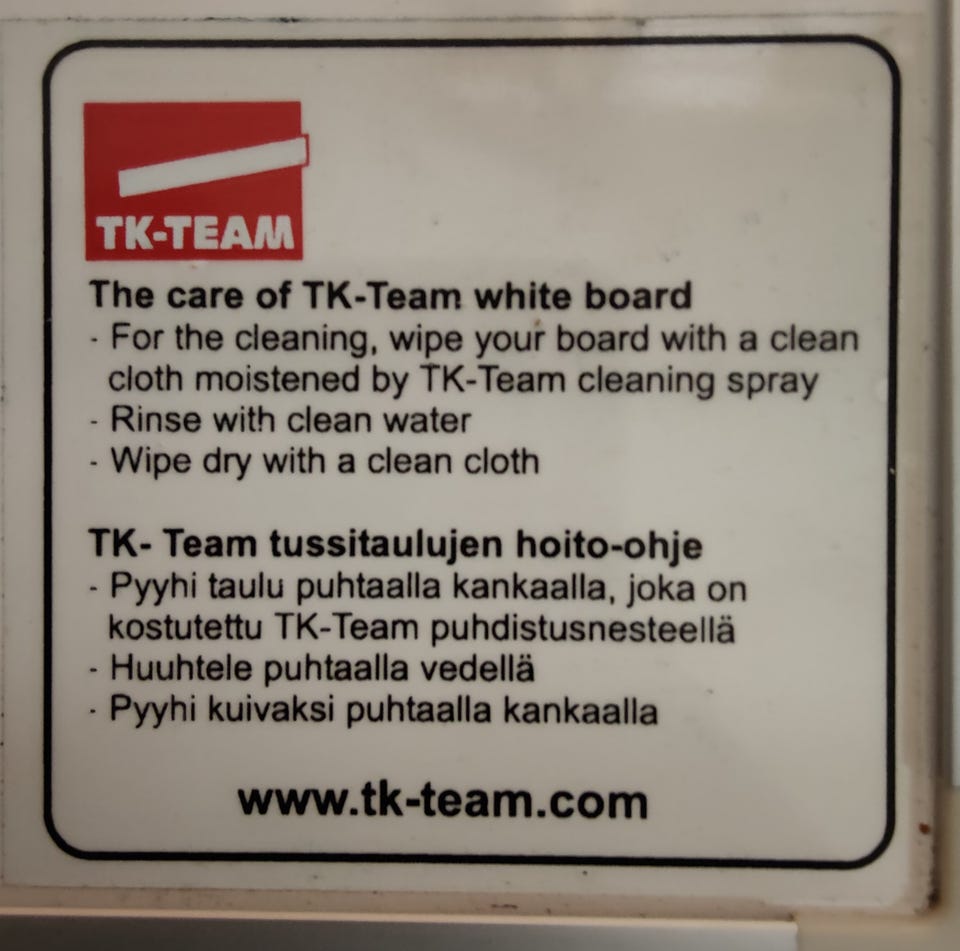 TK-TEAM
The care of TK-Team white board
- For the cleaning, wipe your board with a clean
cloth moistened by TK-Team cleaning spray
- Rinse with clean water
- Wipe dry with a clean cloth
TK- Team tussitaulujen hoito-ohje
- Pyyhi taulu puhtaalla kankaalla, joka on
kostutettu TK-Team puhdistusnesteellä
- Huuhtele puhtaalla vedellä
- Pyyhi kuivaksi puhtaalla kankaalla
www.tk-team.com